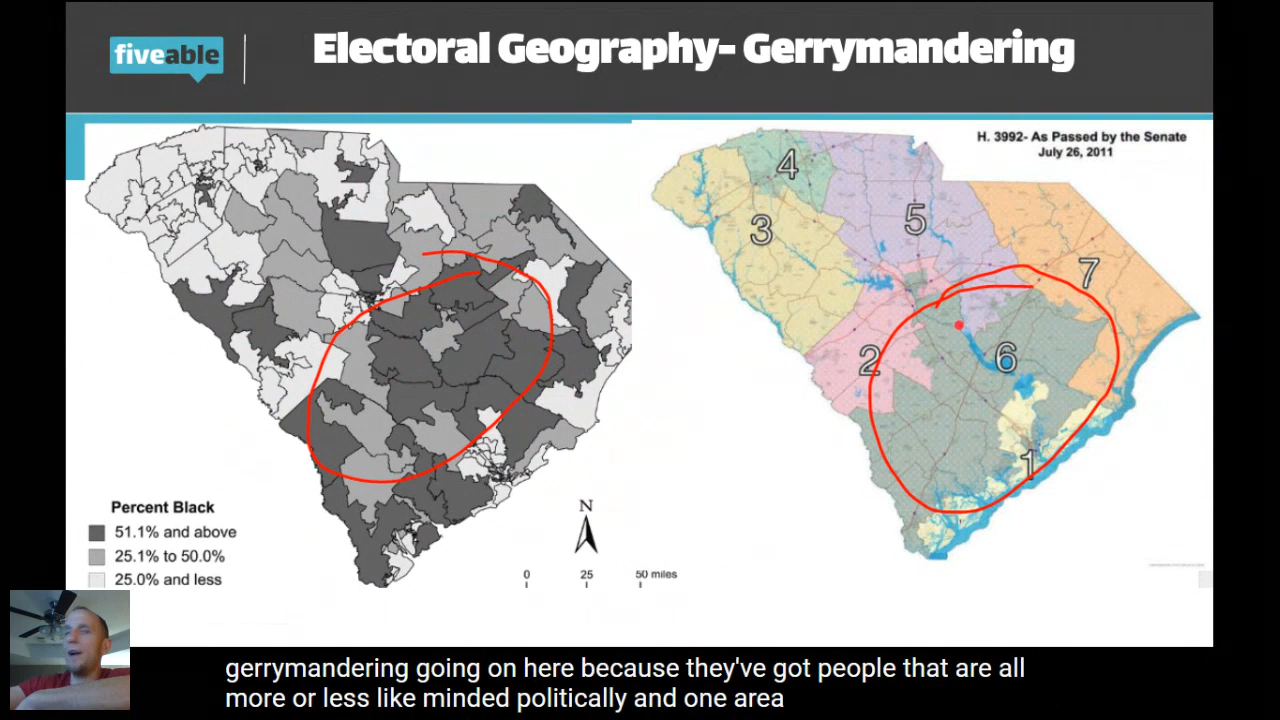 fiveable
Electoral Geography- Gerrymandering
H. 3992- As Passed by the Senate
July 26, 2011
4
3
5
7
2
6
1
Percent Black
51.1% and above
25.1% to 50.0%
25.0% and less
N
0 25 50 miles
gerrymandering going on here because they've got people that are all
more or less like minded politically and one area